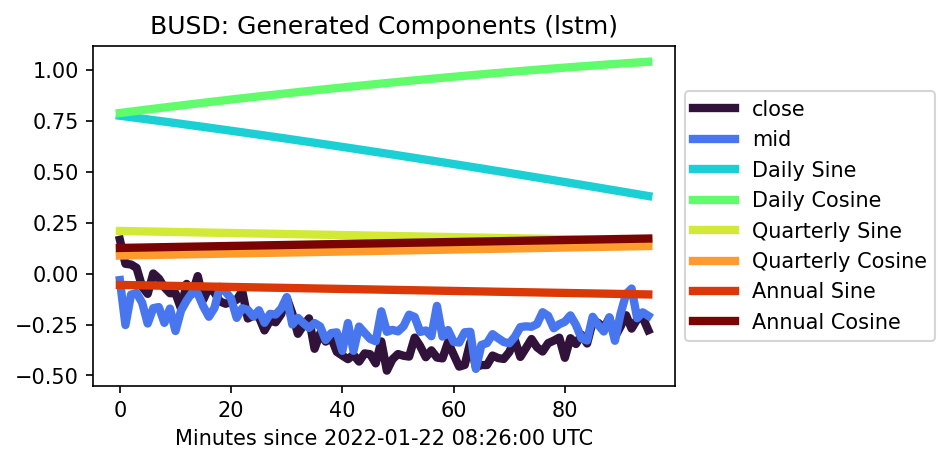 BUSD: Generated Components (lstm)
1.00
0.75
0.50
0.25
0.00
−0.25
−0.50
0
20
40
60
80
Minutes since 2022-01-22 08:26:00 UTC
close
mid
Daily Sine
Daily Cosine
Quarterly Sine
Quarterly Cosine
Annual Sine
Annual Cosine